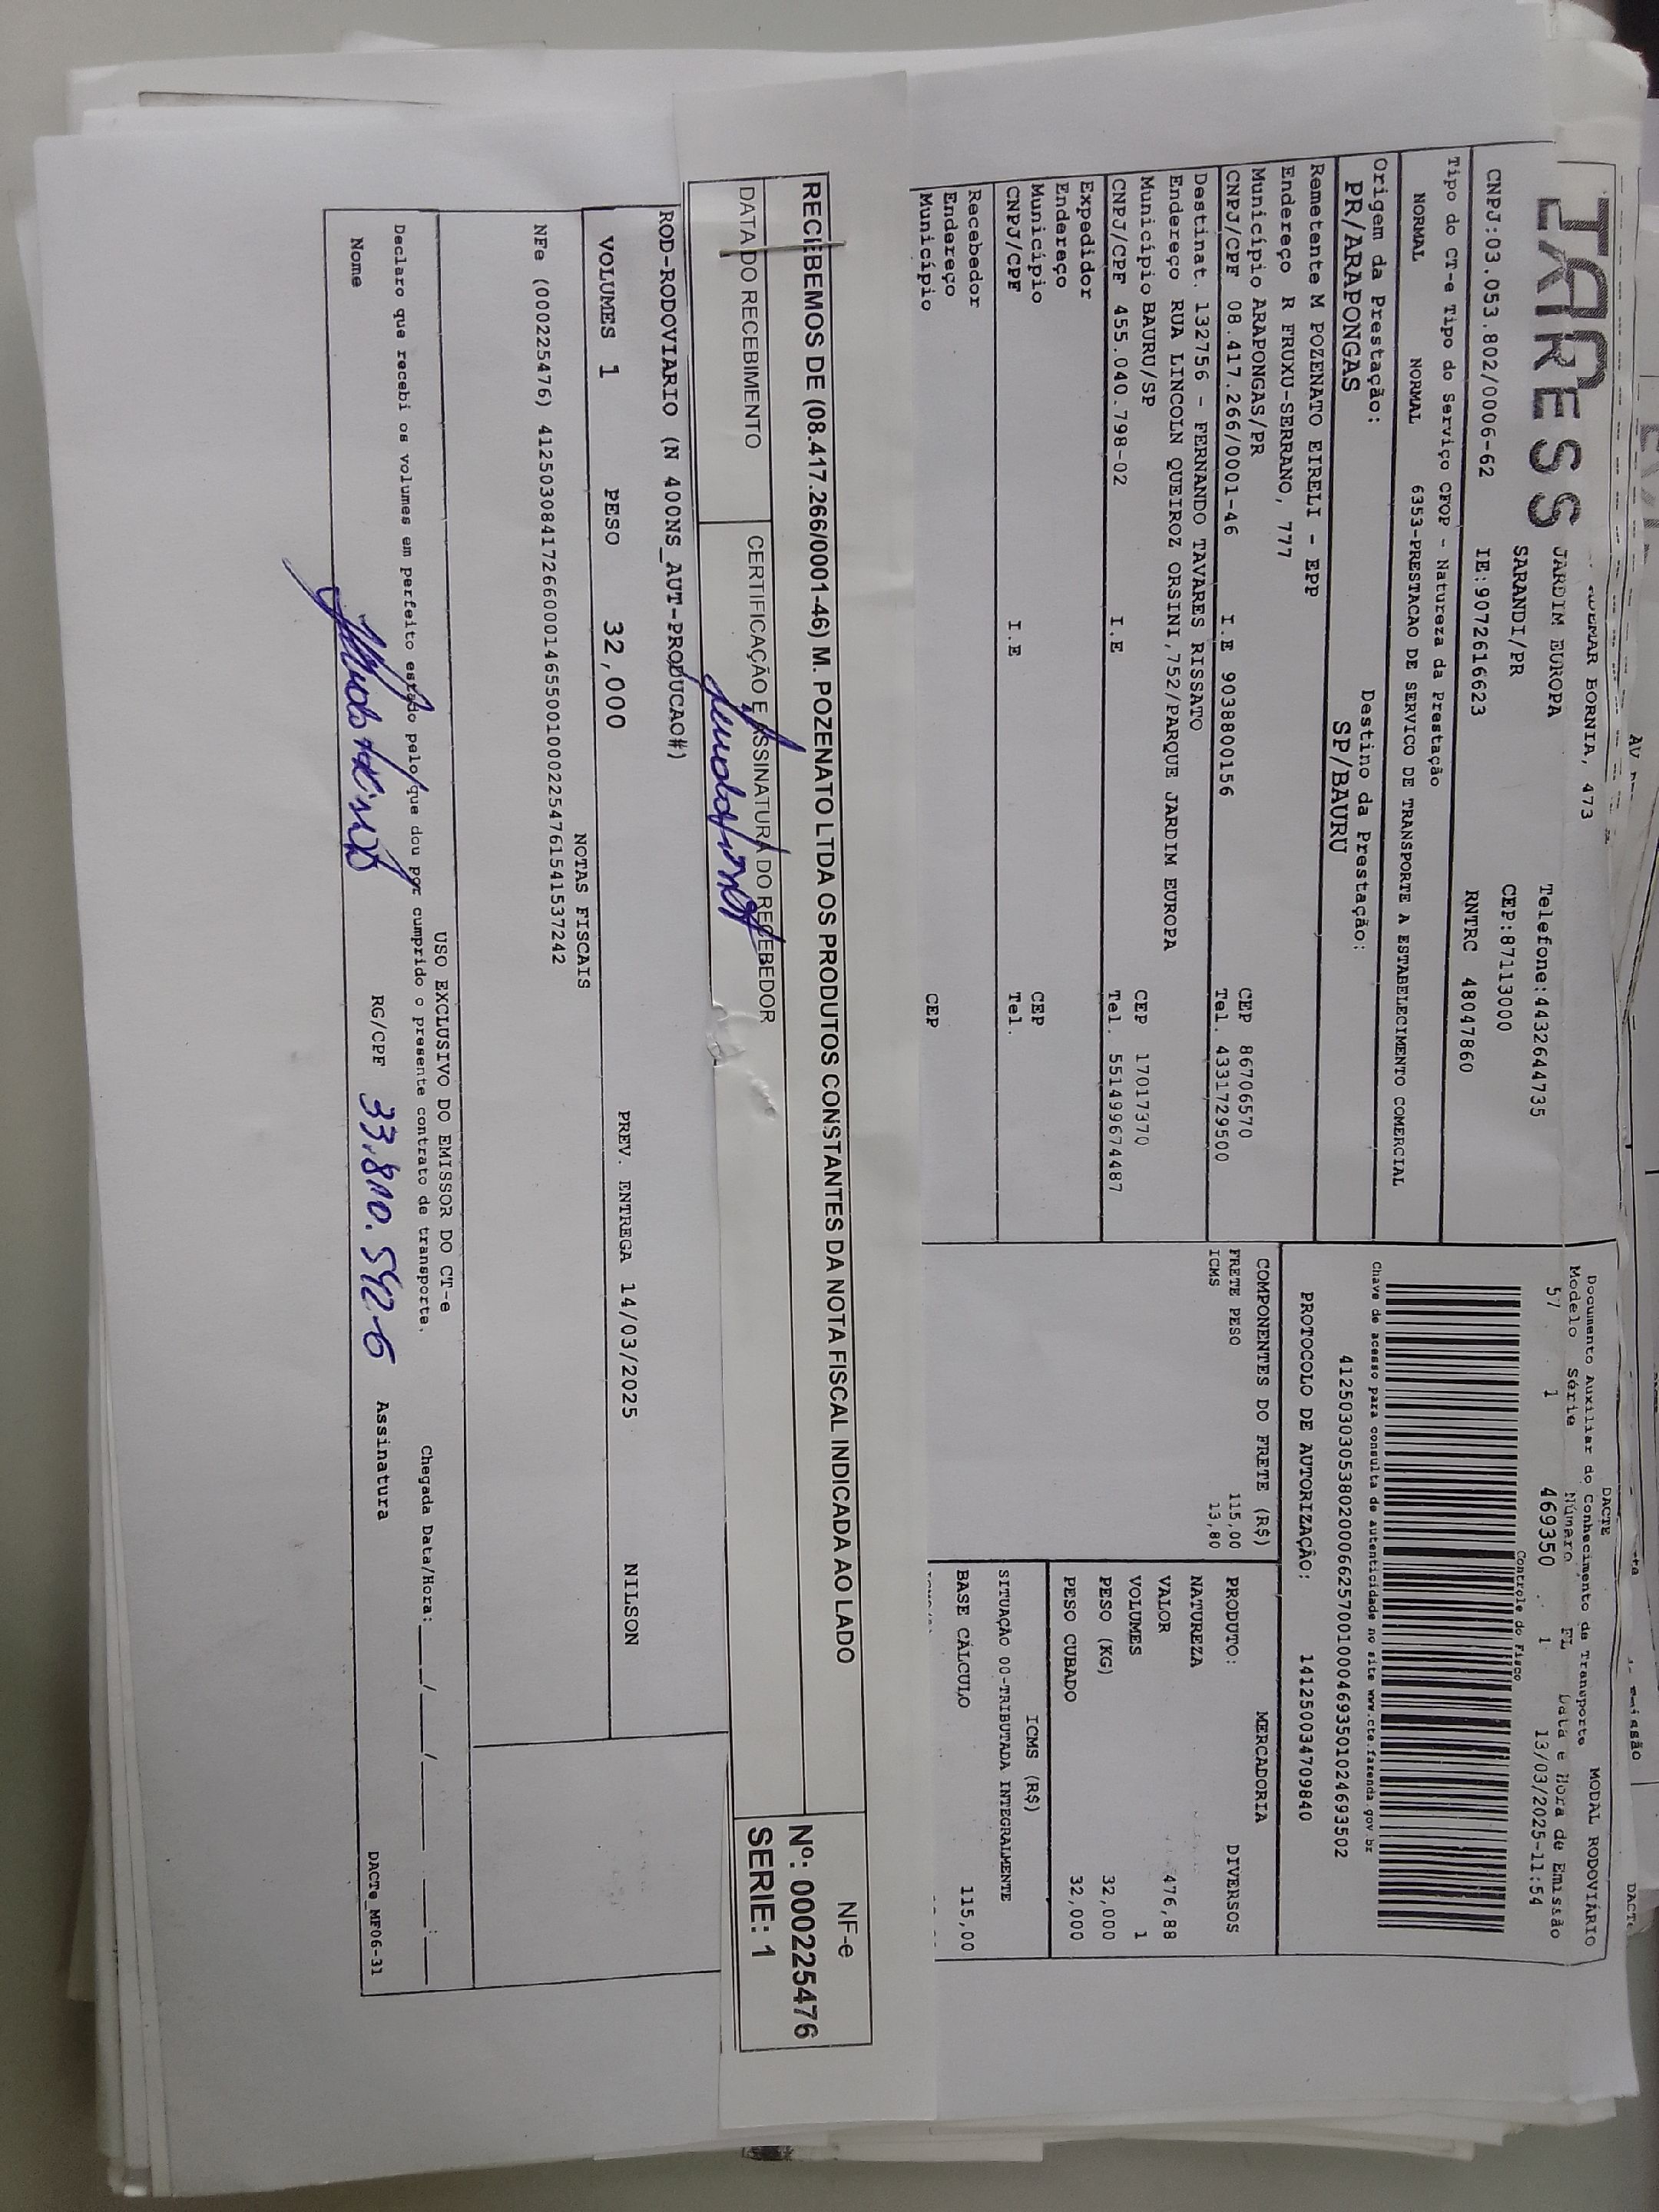 DEMAR BORNIA, 473
JARDIM EUROPA
Telefone:4432644735
SARANDI/PR
CEP:87113000
CNPJ:03.053.802/0006-62
IE:9072616623
RNTRC 48047860
Tipo do CT-e Tipo do Serviço CFOP - Natureza da Prestação
NORMAL NORMAL 6353-PRESTACAO DE SERVICO DE TRANSPORTE A ESTABELECIMENTO COMERCIAL
Origem da Prestação: Destino da Prestação:
PR/ARAPONGAS SP/BAURU
Remetente M POZENATO EIRELI - EPP
Endereço R FRUXU-SERRANO, 777
Município ARAPONGAS/PR CEP 86706570
CNPJ/CPF 08.417.266/0001-46 I.E 9038800156 Tel. 4331729500
Destinat. 132756 - FERNANDO TAVARES RISSATO
Endereço RUA LINCOLN QUEIROZ ORSINI,752/PARQUE JARDIM EUROPA
Município BAURU/SP CEP 17017370
CNPJ/CPF 455.040.798-02 I.E Tel. 551499674487
Expedidor
Endereço
Município CEP
CNPJ/CPF I.E Tel.
Recebedor
Endereço
Município CEP
DACTE MODAL RODOVIÁRIO
Documento Auxiliar do Conhecimento de Transporte
Modelo Série Número FL Data e Hora de Emissão
57 1 469350 1 13/03/2025-11:54
Controle do Fisco
Chave de acesso para consulta de autenticidade no site www.cte.fazenda.gov.br
41250303053802000662570010004693501024693502
PROTOCOLO DE AUTORIZAÇÃO: 141250034709840
COMPONENTES DO FRETE (R$)
FRETE PESO 115,00
ICMS 13,80
MERCADORIA
PRODUTO: DIVERSOS
NATUREZA
VALOR 476,88
VOLUMES 1
PESO (KG) 32,000
PESO CUBADO 32,000
ICMS (R$)
SITUAÇÃO 00-TRIBUTADA INTEGRALMENTE
BASE CÁLCULO 115,00
RECEBEMOS DE (08.417.266/0001-46) M. POZENATO LTDA OS PRODUTOS CONSTANTES DA NOTA FISCAL INDICADA AO LADO
DATA DO RECEBIMENTO
CERTIFICAÇÃO E ASSINATURA DO RECEBEDOR
NF-e
Nº: 000225476
SERIE: 1
ROD-RODOVIARIO (N 400NS_AUT-PRODUCAO#)
VOLUMES 1 PESO 32,000 PREV. ENTREGA 14/03/2025 NILSON
NOTAS FISCAIS
NFe (000225476) 41250308417266000146550010002254761541537242
USO EXCLUSIVO DO EMISSOR DO CT-e
Declaro que recebi os volumes em perfeito estado pelo que dou por cumprido o presente contrato de transporte. Chegada Data/Hora:____/____/______ ____:____
Nome RG/CPF 33.810.592-6 Assinatura
DACTe_MF06-31